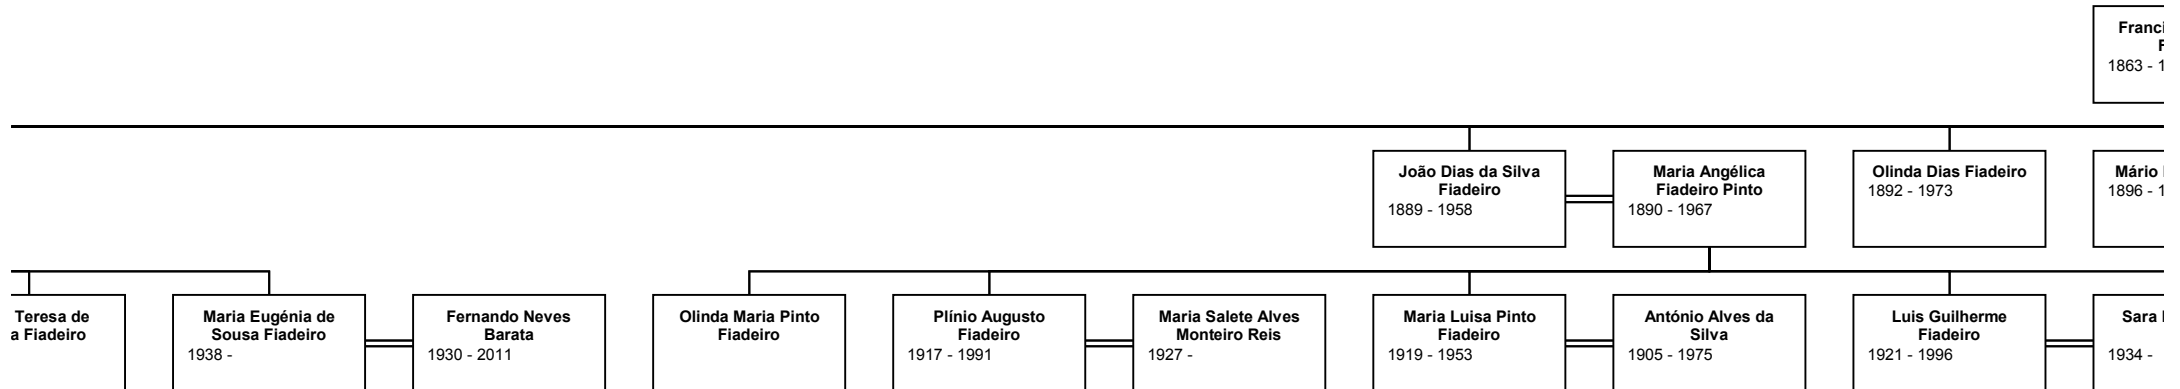 Franci
F
1863 - 1
João Dias da Silva
Fiadeiro
1889 - 1958
Maria Angélica
Fiadeiro Pinto
1890 - 1967
Olinda Dias Fiadeiro
1892 - 1973
Mário
1896 - 1
Teresa de
a Fiadeiro
Maria Eugénia de
Sousa Fiadeiro
1938 -
Fernando Neves
Barata
1930 - 2011
Olinda Maria Pinto
Fiadeiro
Plínio Augusto
Fiadeiro
1917 - 1991
Maria Salete Alves
Monteiro Reis
1927 -
Maria Luisa Pinto
Fiadeiro
1919 - 1953
António Alves da
Silva
1905 - 1975
Luis Guilherme
Fiadeiro
1921 - 1996
Sara
1934 -